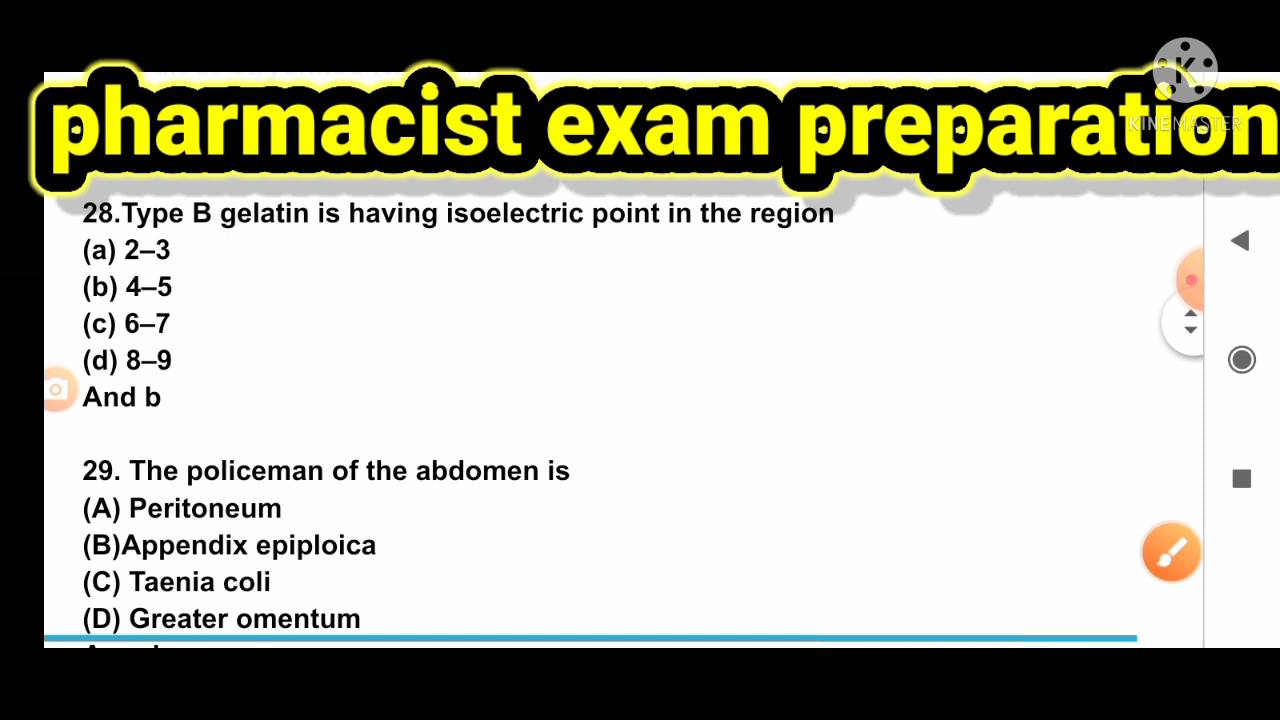 pharmacist exam preparation
KINEMASTER
28.Type B gelatin is having isoelectric point in the region
(a) 2–3
(b) 4–5
(c) 6–7
(d) 8–9
And b
29. The policeman of the abdomen is
(A) Peritoneum
(B)Appendix epiploica
(C) Taenia coli
(D) Greater omentum